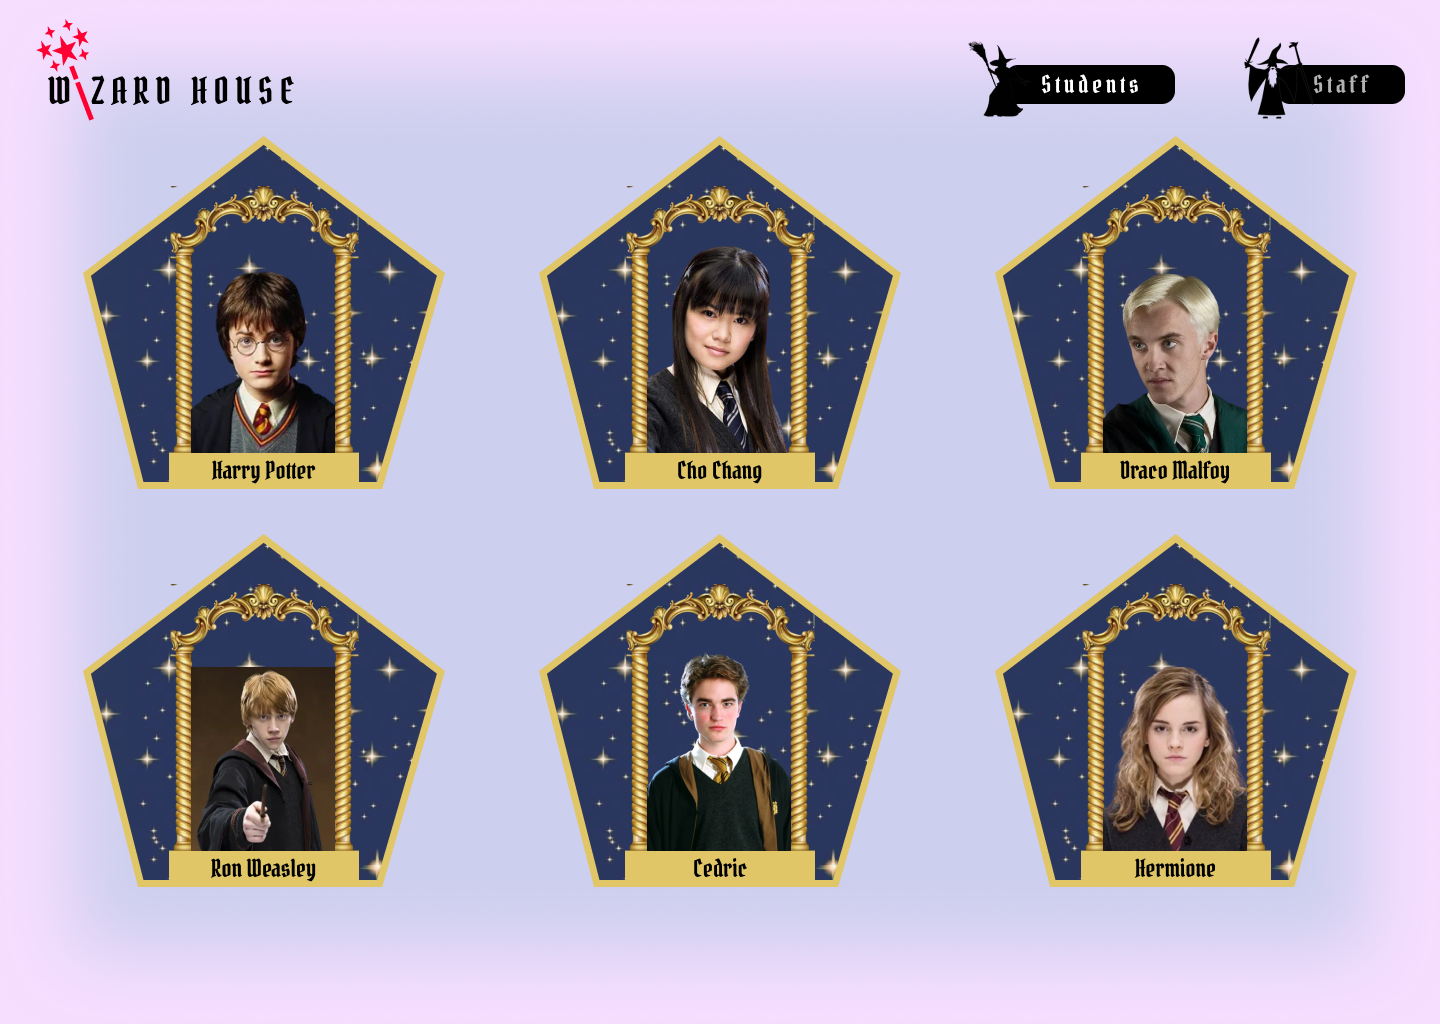 WIZARD HOUSE
Students
Staff
Harry Potter
Cho Chang
Draco Malfoy
Ron Weasley
Cedric
Hermione